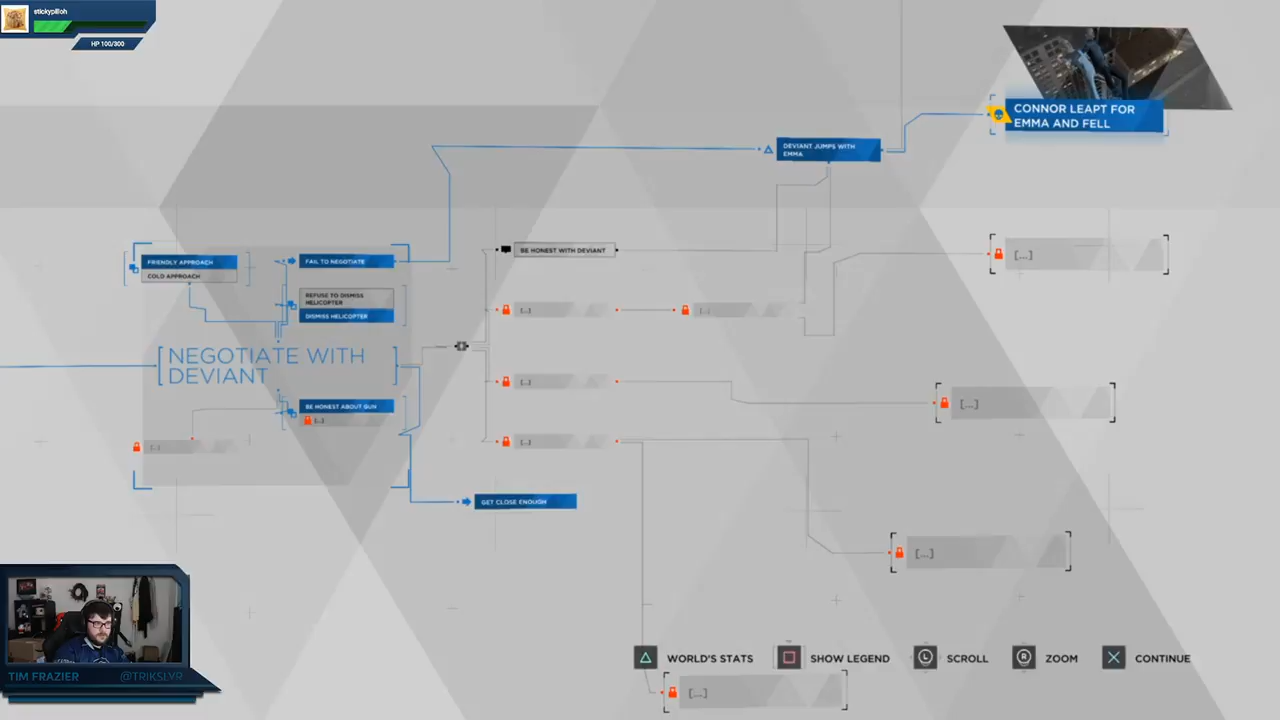 stickypilloh
HP 100/300
CONNOR LEAPT FOR
EMMA AND FELL
DEVIANT JUMPS WITH
EMMA
BE HONEST WITH DEVIANT
[...]
FRIENDLY APPROACH
COLD APPROACH
FAIL TO NEGOTIATE
REFUSE TO DISMISS
HELICOPTER
DISMISS HELICOPTER
[...]
[...]
NEGOTIATE WITH
DEVIANT
[...]
[...]
BE HONEST ABOUT GUN
[...]
[...]
[...]
GET CLOSE ENOUGH
[...]
TIM FRAZIER
@TRIKSLYR
WORLD'S STATS
SHOW LEGEND
SCROLL
ZOOM
CONTINUE
[...]